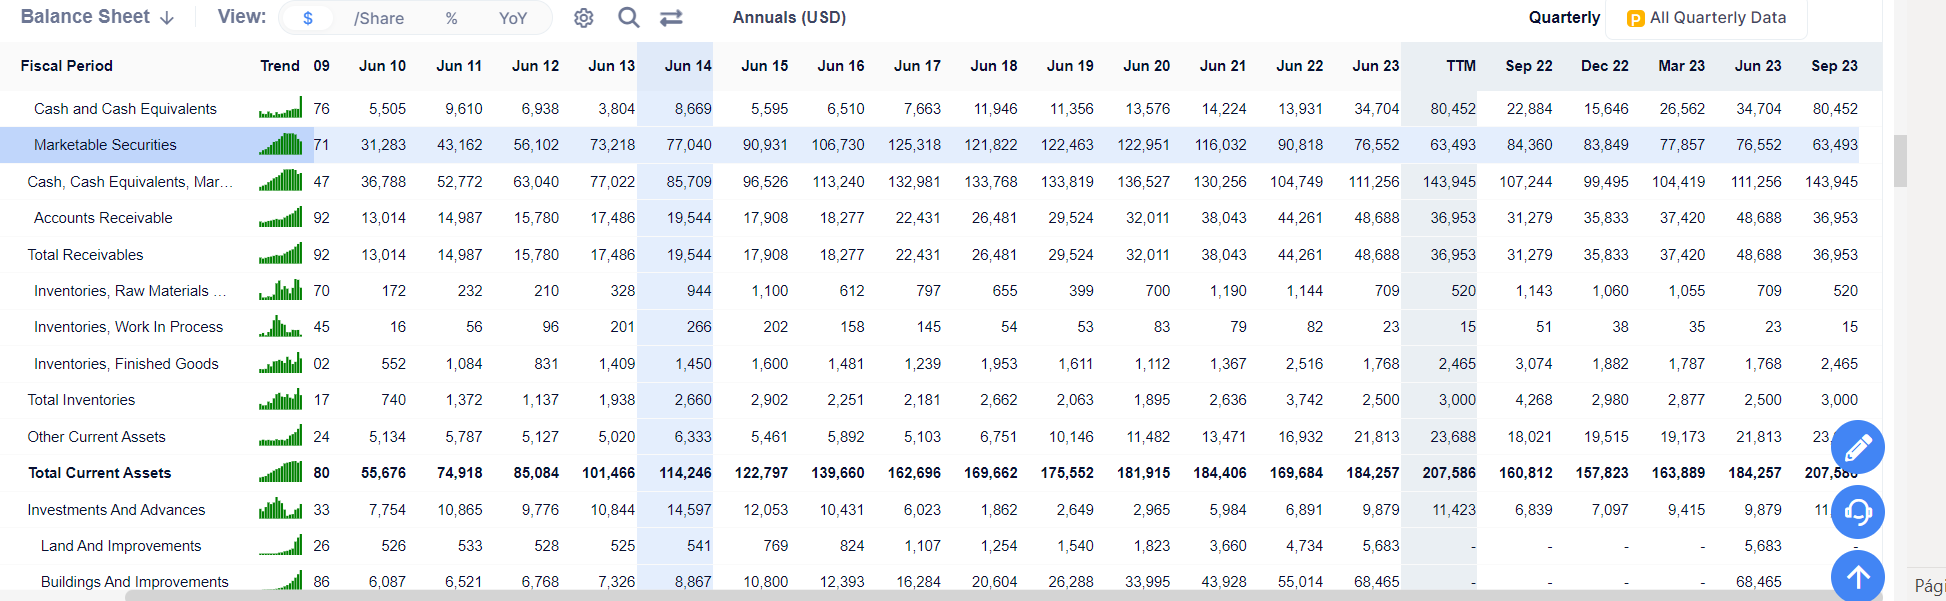 Balance Sheet View: $ /Share % YoY Annuals (USD) Quarterly P All Quarterly Data
Fiscal Period Trend 09 Jun 10 Jun 11 Jun 12 Jun 13 Jun 14 Jun 15 Jun 16 Jun 17 Jun 18 Jun 19 Jun 20 Jun 21 Jun 22 Jun 23 TTM Sep 22 Dec 22 Mar 23 Jun 23 Sep 23
Cash and Cash Equivalents 76 5,505 9,610 6,938 3,804 8,669 5,595 6,510 7,663 11,946 11,356 13,576 14,224 13,931 34,704 80,452 22,884 15,646 26,562 34,704 80,452
Marketable Securities 71 31,283 43,162 56,102 73,218 77,040 90,931 106,730 125,318 121,822 122,463 122,951 116,032 90,818 76,552 63,493 84,360 83,849 77,857 76,552 63,493
Cash, Cash Equivalents, Mar... 47 36,788 52,772 63,040 77,022 85,709 96,526 113,240 132,981 133,768 133,819 136,527 130,256 104,749 111,256 143,945 107,244 99,495 104,419 111,256 143,945
Accounts Receivable 92 13,014 14,987 15,780 17,486 19,544 17,908 18,277 22,431 26,481 29,524 32,011 38,043 44,261 48,688 36,953 31,279 35,833 37,420 48,688 36,953
Total Receivables 92 13,014 14,987 15,780 17,486 19,544 17,908 18,277 22,431 26,481 29,524 32,011 38,043 44,261 48,688 36,953 31,279 35,833 37,420 48,688 36,953
Inventories, Raw Materials ... 70 172 232 210 328 944 1,100 612 797 655 399 700 1,190 1,144 709 520 1,143 1,060 1,055 709 520
Inventories, Work In Process 45 16 56 96 201 266 202 158 145 54 53 83 79 82 23 15 51 38 35 23 15
Inventories, Finished Goods 02 552 1,084 831 1,409 1,450 1,600 1,481 1,239 1,953 1,611 1,112 1,367 2,516 1,768 2,465 3,074 1,882 1,787 1,768 2,465
Total Inventories 17 740 1,372 1,137 1,938 2,660 2,902 2,251 2,181 2,662 2,063 1,895 2,636 3,742 2,500 3,000 4,268 2,980 2,877 2,500 3,000
Other Current Assets 24 5,134 5,787 5,127 5,020 6,333 5,461 5,892 5,103 6,751 10,146 11,482 13,471 16,932 21,813 23,688 18,021 19,515 19,173 21,813 23,
Total Current Assets 80 55,676 74,918 85,084 101,466 114,246 122,797 139,660 162,696 169,662 175,552 181,915 184,406 169,684 184,257 207,586 160,812 157,823 163,889 184,257 207,586
Investments And Advances 33 7,754 10,865 9,776 10,844 14,597 12,053 10,431 6,023 1,862 2,649 2,965 5,984 6,891 9,879 11,423 6,839 7,097 9,415 9,879 11,
Land And Improvements 26 526 533 528 525 541 769 824 1,107 1,254 1,540 1,823 3,660 4,734 5,683 - - - - 5,683 -
Buildings And Improvements 86 6,087 6,521 6,768 7,326 8,867 10,800 12,393 16,284 20,604 26,288 33,995 43,928 55,014 68,465 - - - - 68,465
Pági